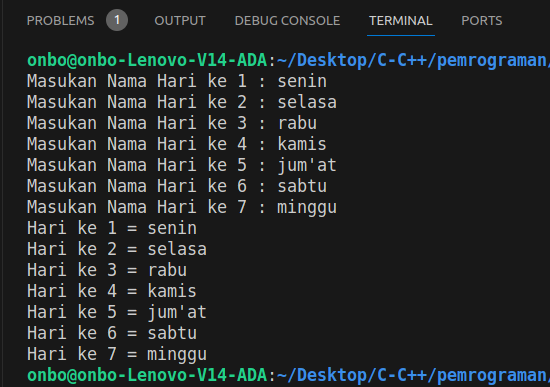 PROBLEMS 1 OUTPUT DEBUG CONSOLE TERMINAL PORTS
onbo@onbo-Lenovo-V14-ADA:~/Desktop/C-C++/pemrograman/
Masukan Nama Hari ke 1 : senin
Masukan Nama Hari ke 2 : selasa
Masukan Nama Hari ke 3 : rabu
Masukan Nama Hari ke 4 : kamis
Masukan Nama Hari ke 5 : jum'at
Masukan Nama Hari ke 6 : sabtu
Masukan Nama Hari ke 7 : minggu
Hari ke 1 = senin
Hari ke 2 = selasa
Hari ke 3 = rabu
Hari ke 4 = kamis
Hari ke 5 = jum'at
Hari ke 6 = sabtu
Hari ke 7 = minggu
onbo@onbo-Lenovo-V14-ADA:~/Desktop/C-C++/pemrograman/